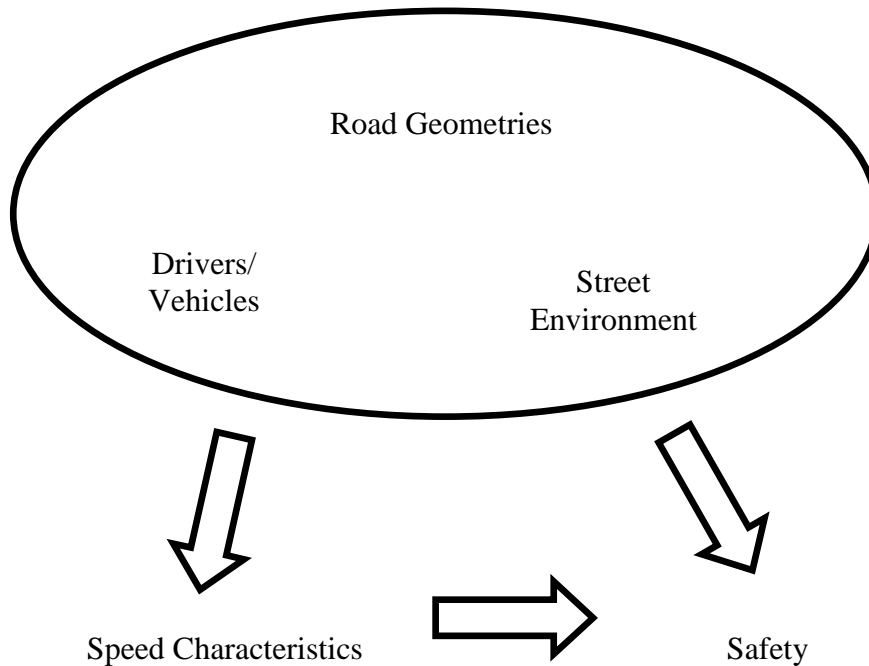 Road Geometries
Drivers/
Vehicles
Street
Environment
Speed Characteristics
Safety